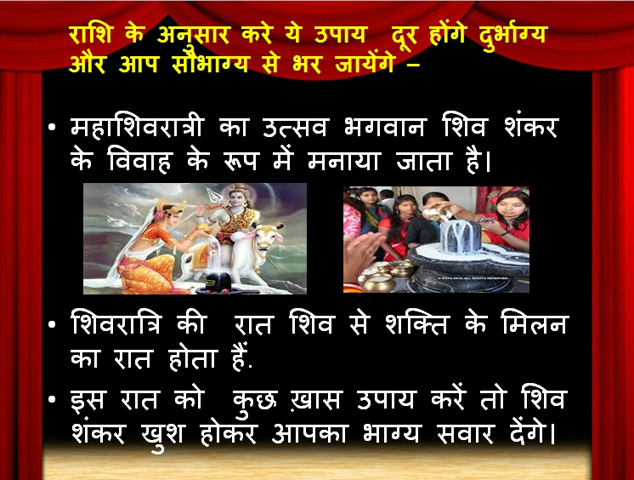 राशि के अनुसार करे ये उपाय दूर होंगे दुर्भाग्य
और आप सौभाग्य से भर जायेंगे –
• महाशिवरात्री का उत्सव भगवान शिव शंकर
के विवाह के रूप में मनाया जाता है।
• शिवरात्रि की रात शिव से शक्ति के मिलन
का रात होता हैं.
• इस रात को कुछ ख़ास उपाय करें तो शिव
शंकर खुश होकर आपका भाग्य सवार देंगे।